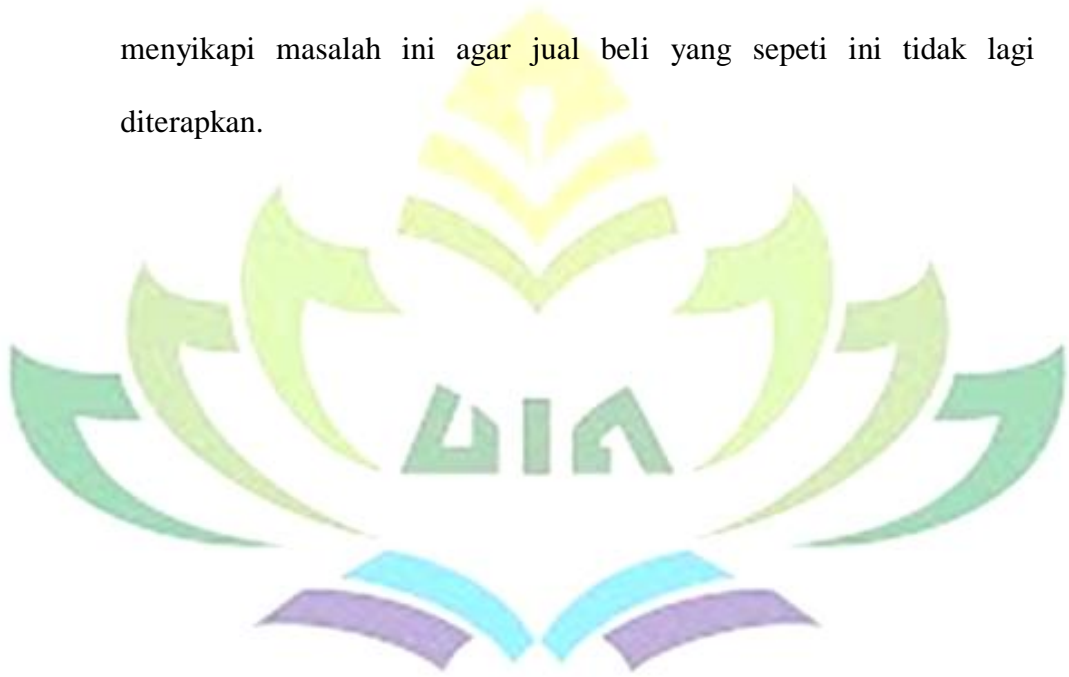 menyikapi masalah ini agar jual beli yang sepeti ini tidak lagi
diterapkan.
UIN